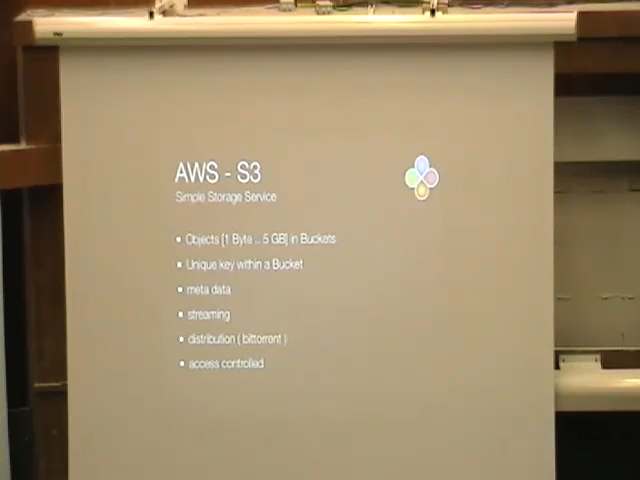 AWS - S3
Simple Storage Service
▪ Objects [1 Byte .. 5 GB] in Buckets
▪ Unique key within a Bucket
▪ meta data
▪ streaming
▪ distribution ( bittorrent )
▪ access controlled